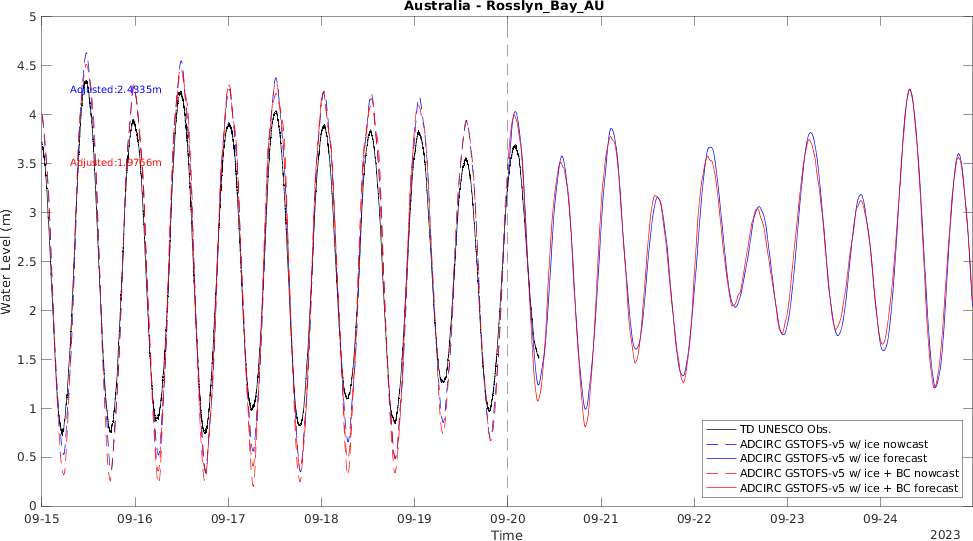 Australia - Rosslyn_Bay_AU
5
4.5
4
3.5
3
2.5
2
1.5
1
0.5
0
Water Level (m)
Adjusted:2.4335m
Adjusted:1.9756m
TD UNESCO Obs.
ADCIRC GSTOFS-v5 w/ ice nowcast
ADCIRC GSTOFS-v5 w/ ice forecast
ADCIRC GSTOFS-v5 w/ ice + BC nowcast
ADCIRC GSTOFS-v5 w/ ice + BC forecast
09-15 09-16 09-17 09-18 09-19 09-20 09-21 09-22 09-23 09-24
Time
2023